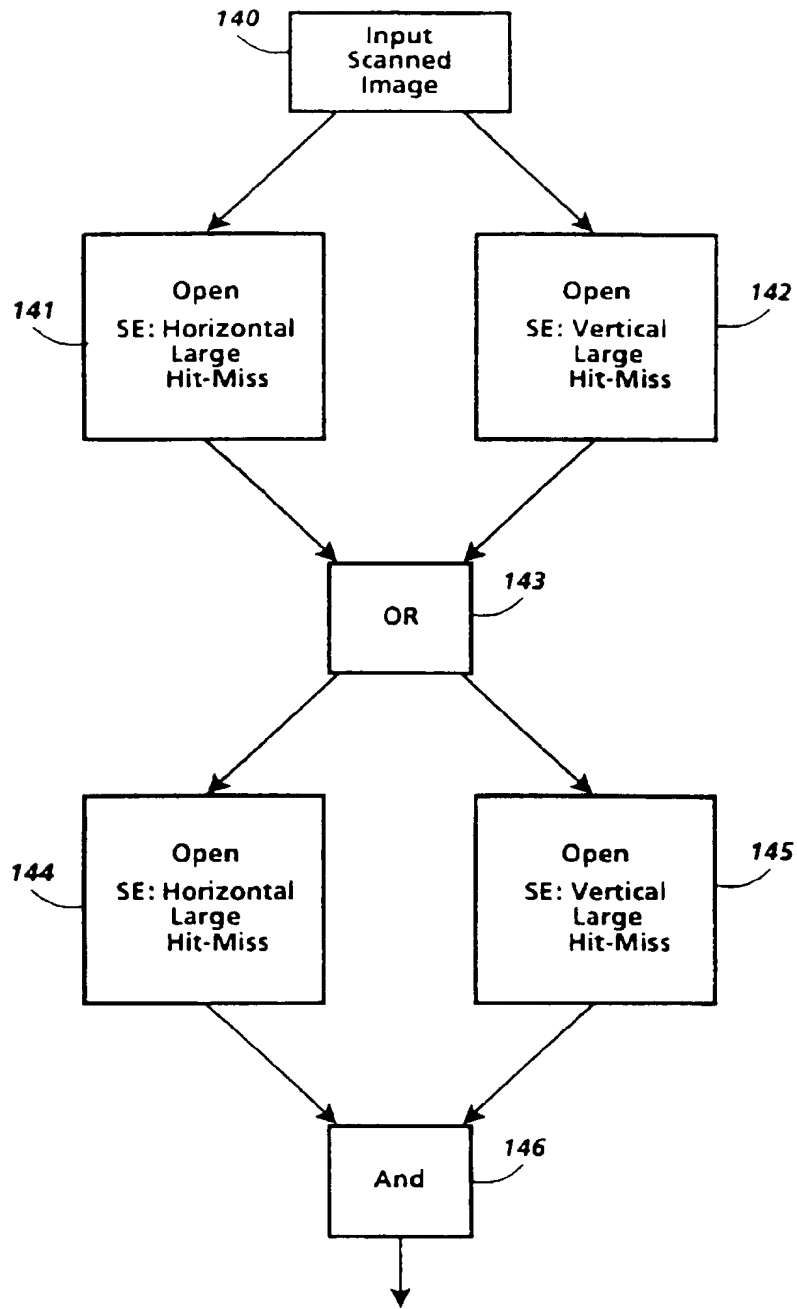 140
Input
Scanned
Image
141
Open
SE: Horizontal
Large
Hit-Miss
142
Open
SE: Vertical
Large
Hit-Miss
143
OR
144
Open
SE: Horizontal
Large
Hit-Miss
145
Open
SE: Vertical
Large
Hit-Miss
146
And